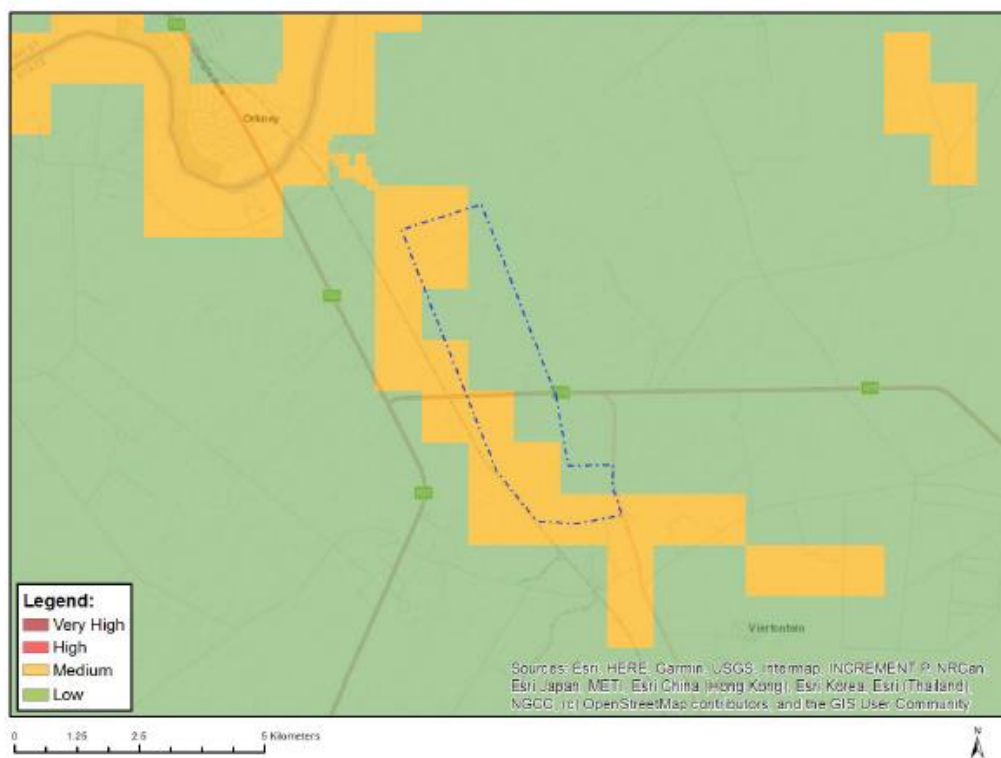 Orkney
Legend:
Very High
High
Medium
Low
Vierfontein
Sources: Esri, HERE, Garmin, USGS, Intermap, INCREMENT P, NRCan,
Esri Japan, METI, Esri China (Hong Kong), Esri Korea, Esri (Thailand),
NGCC, (c) OpenStreetMap contributors, and the GIS User Community
0 1.25 2.5 5 Kilometers
N